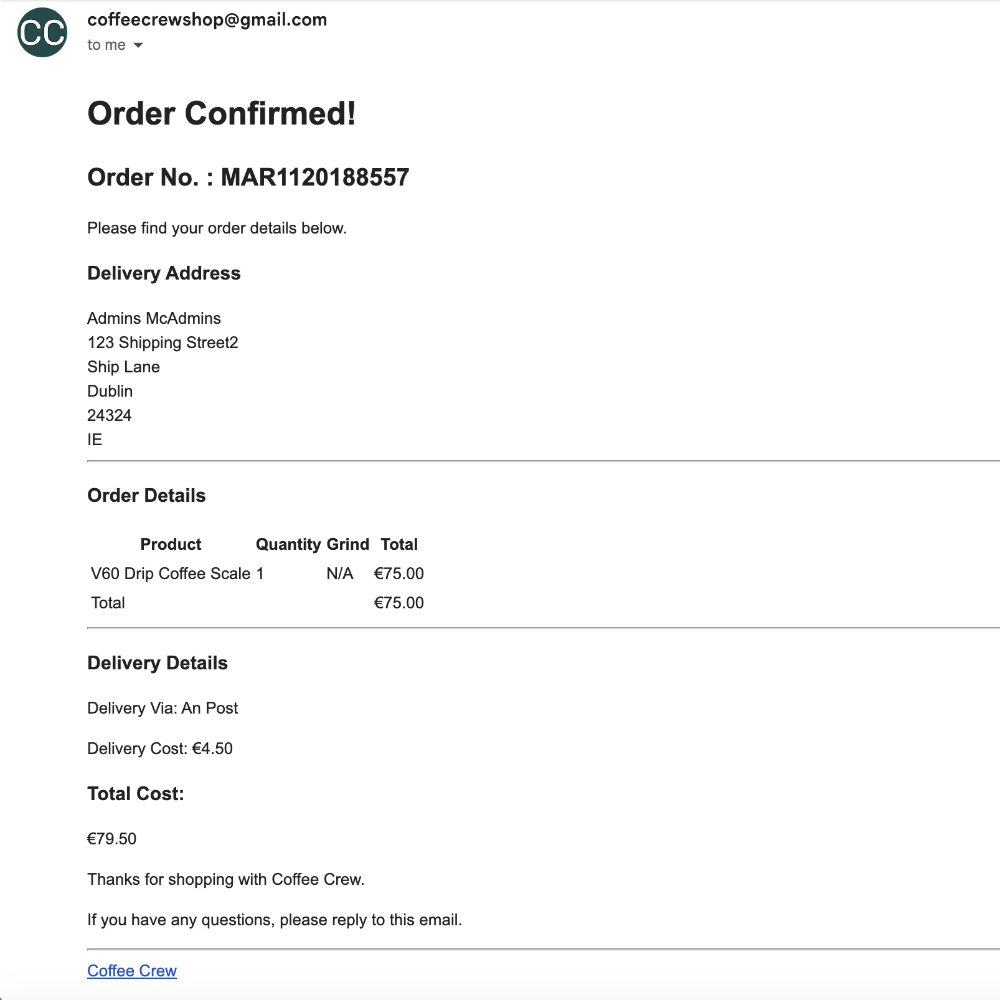 CC
coffeecrewshop@gmail.com
to me
Order Confirmed!
Order No. : MAR1120188557
Please find your order details below.
Delivery Address
Admins McAdmins
123 Shipping Street2
Ship Lane
Dublin
24324
IE
Order Details
Product Quantity Grind Total
V60 Drip Coffee Scale 1 N/A €75.00
Total €75.00
Delivery Details
Delivery Via: An Post
Delivery Cost: €4.50
Total Cost:
€79.50
Thanks for shopping with Coffee Crew.
If you have any questions, please reply to this email.
Coffee Crew